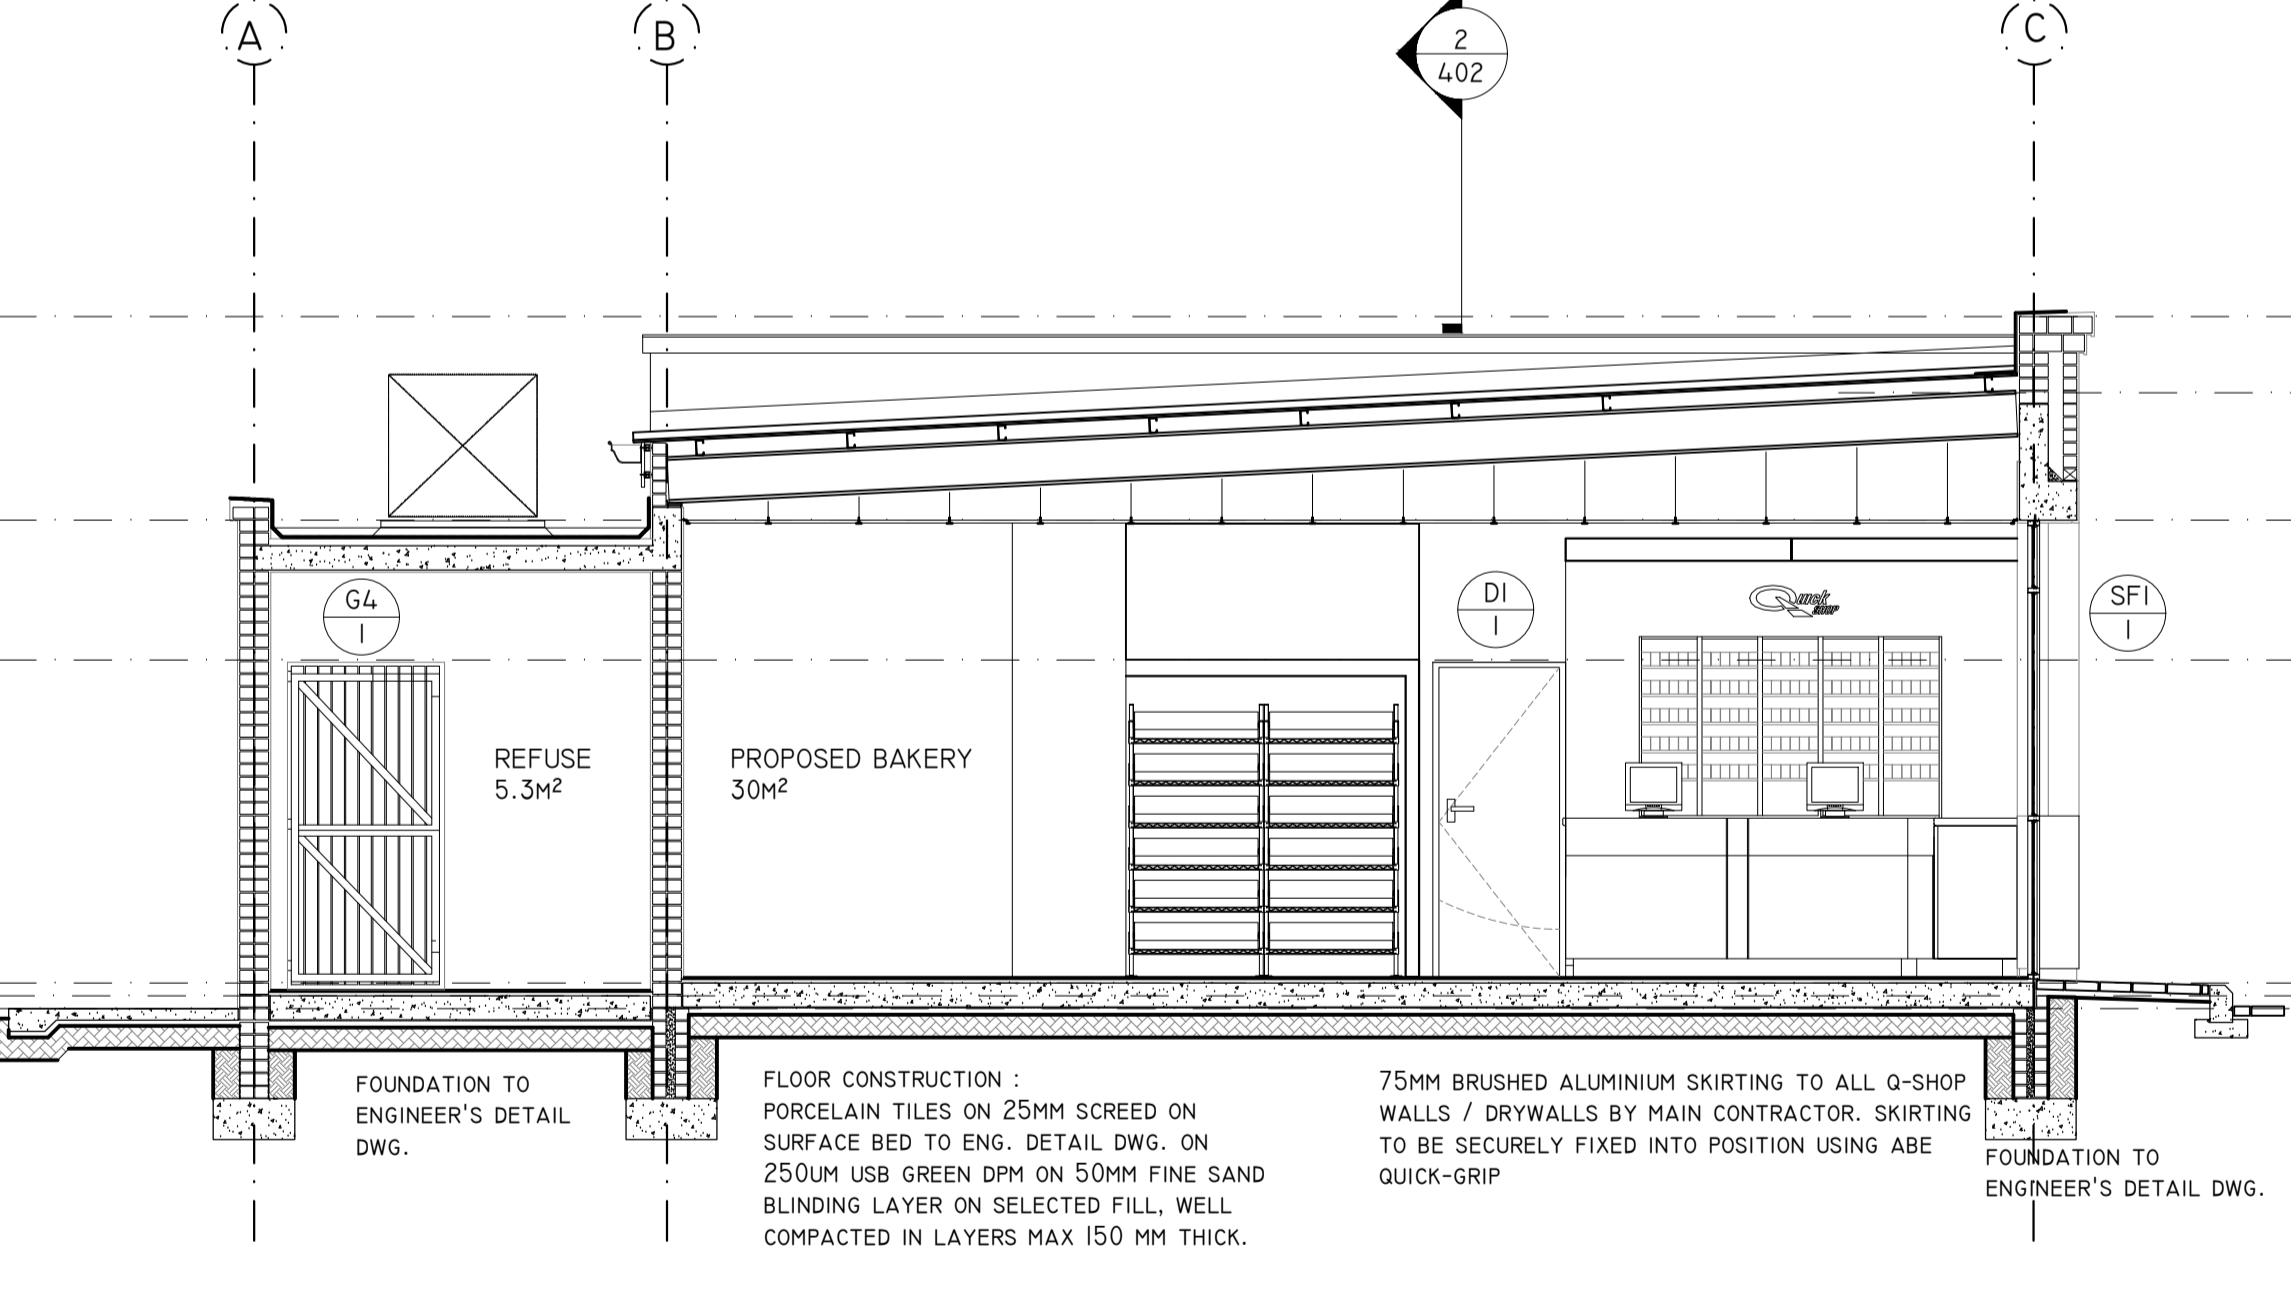 A
B
2
402
C
G4
1
D1
1
Quick
SHOP
SF1
1
REFUSE
5.3M²
PROPOSED BAKERY
30M²
FOUNDATION TO
ENGINEER'S DETAIL
DWG.
FLOOR CONSTRUCTION :
PORCELAIN TILES ON 25MM SCREED ON
SURFACE BED TO ENG. DETAIL DWG. ON
250UM USB GREEN DPM ON 50MM FINE SAND
BLINDING LAYER ON SELECTED FILL, WELL
COMPACTED IN LAYERS MAX 150 MM THICK.
75MM BRUSHED ALUMINIUM SKIRTING TO ALL Q-SHOP
WALLS / DRYWALLS BY MAIN CONTRACTOR. SKIRTING
TO BE SECURELY FIXED INTO POSITION USING ABE
QUICK-GRIP
FOUNDATION TO
ENGINEER'S DETAIL DWG.